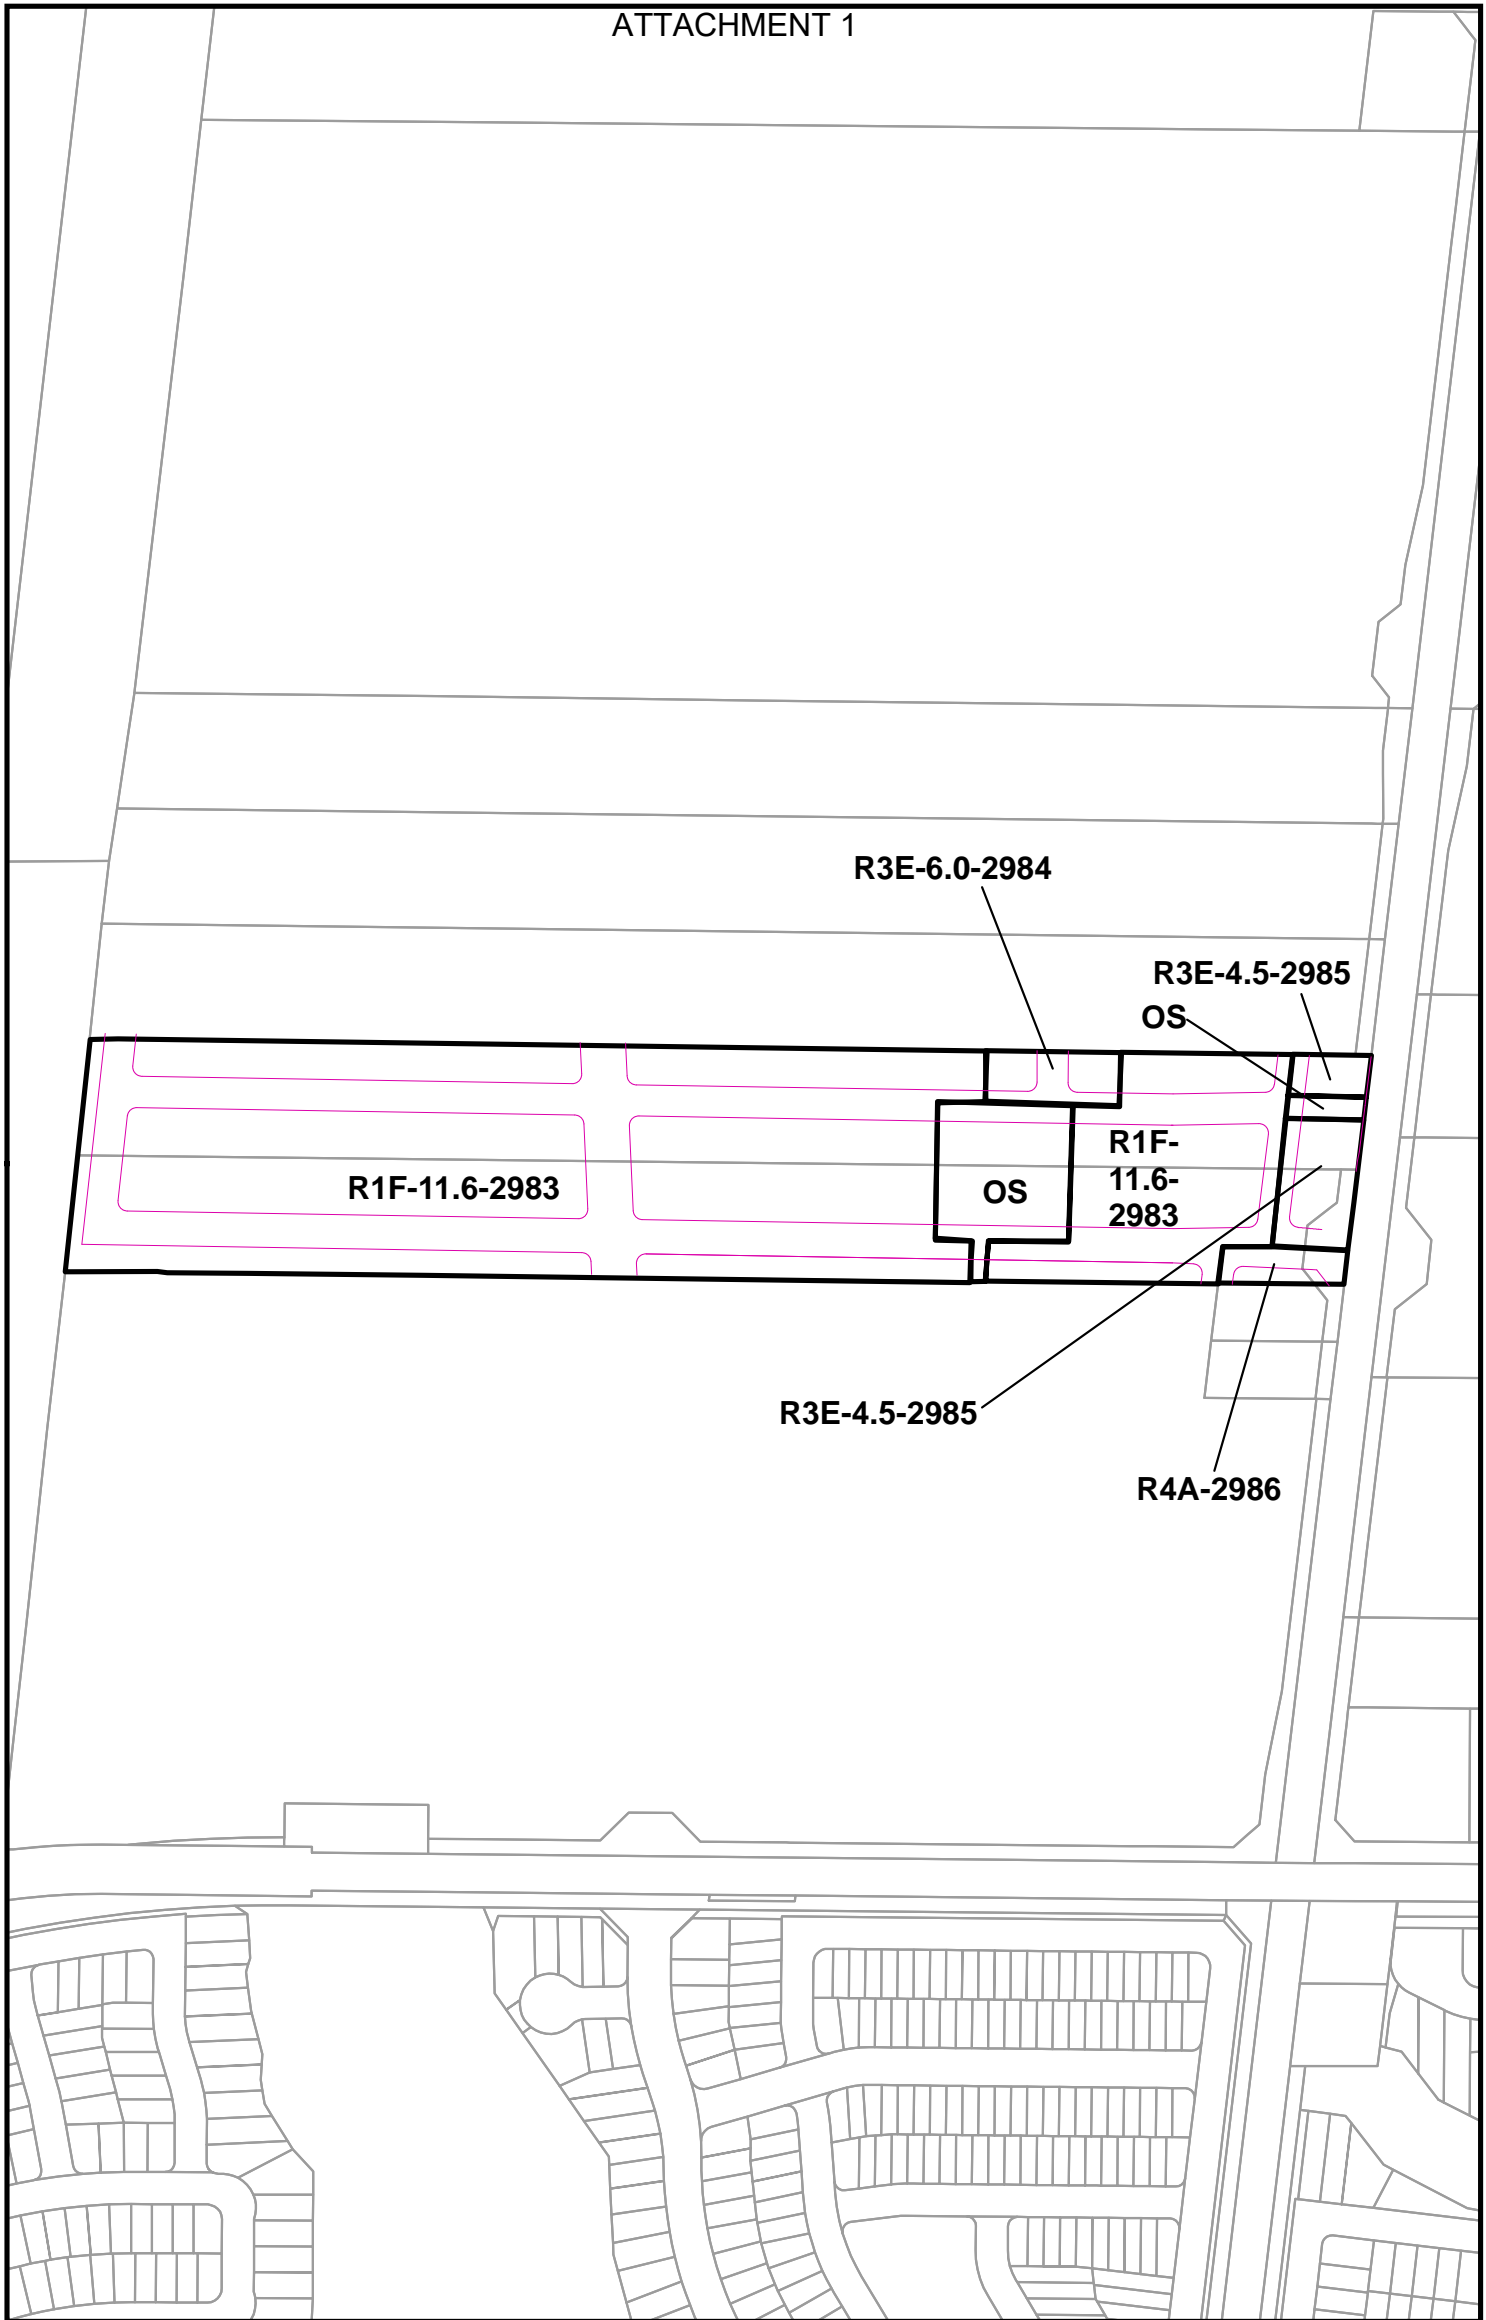 ATTACHMENT 1
R3E-6.0-2984
R3E-4.5-2985
OS
R1F-
11.6-
2983
R1F-11.6-2983
OS
R3E-4.5-2985
R4A-2986